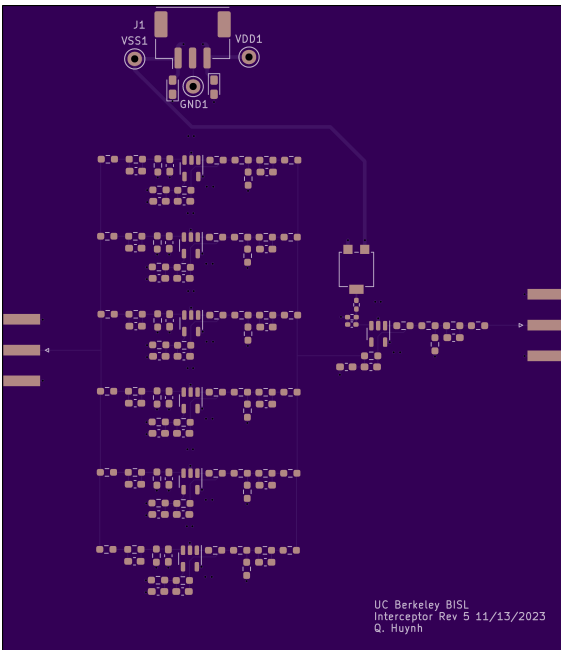 J1
VSS1
VDD1
GND1
UC Berkeley BISL
Interceptor Rev 5 11/13/2023
Q. Huynh